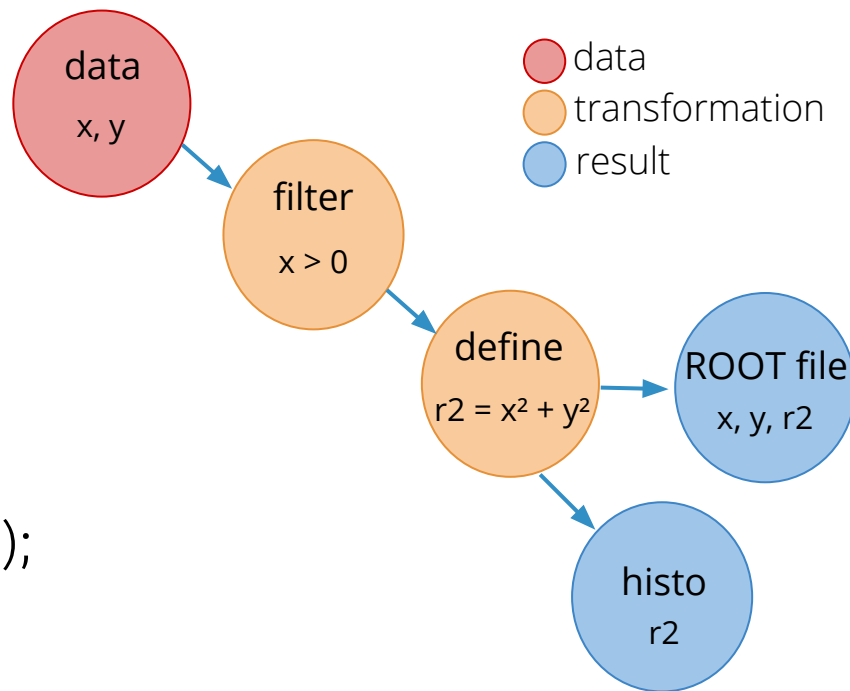 data
x, y
data
transformation
result
filter
x > 0
define
r2 = x² + y²
ROOT file
x, y, r2
);
histo
r2